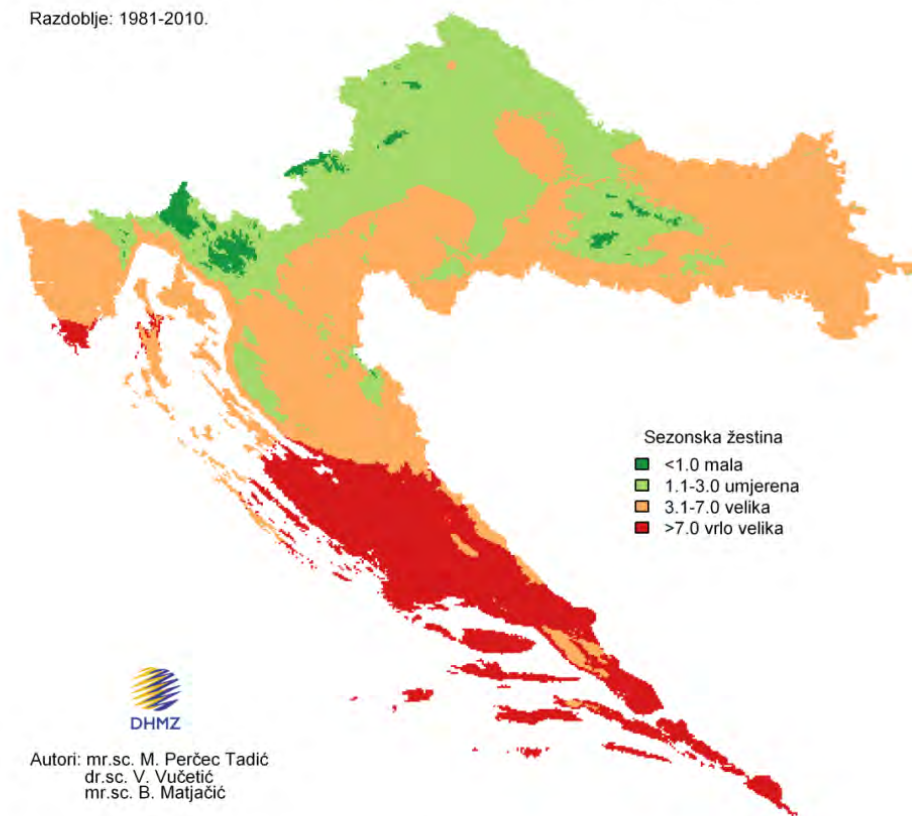 Razdoblje: 1981-2010.
Sezonska žestina
<1.0 mala
1.1-3.0 umjerena
3.1-7.0 velika
>7.0 vrlo velika
DHMZ
Autori: mr.sc. M. Perčec Tadić
dr.sc. V. Vučetić
mr.sc. B. Matjačić